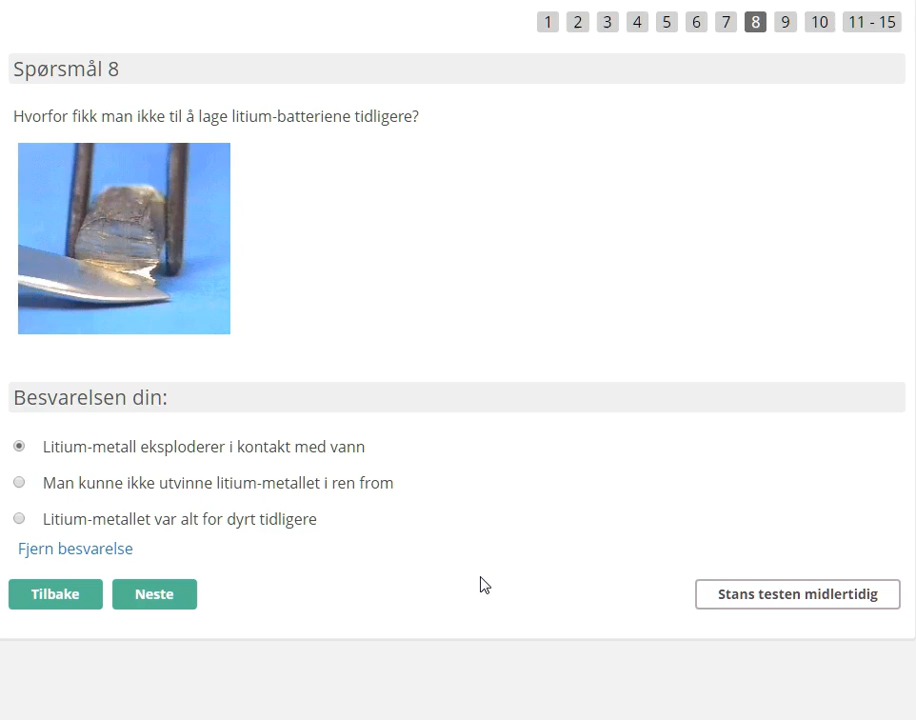 1 2 3 4 5 6 7 8 9 10 11 - 15
Spørsmål 8
Hvorfor fikk man ikke til å lage litium-batteriene tidligere?
Besvarelsen din:
Litium-metall eksploderer i kontakt med vann
Man kunne ikke utvinne litium-metallet i ren from
Litium-metallet var alt for dyrt tidligere
Fjern besvarelse
Tilbake Neste Stans testen midlertidig